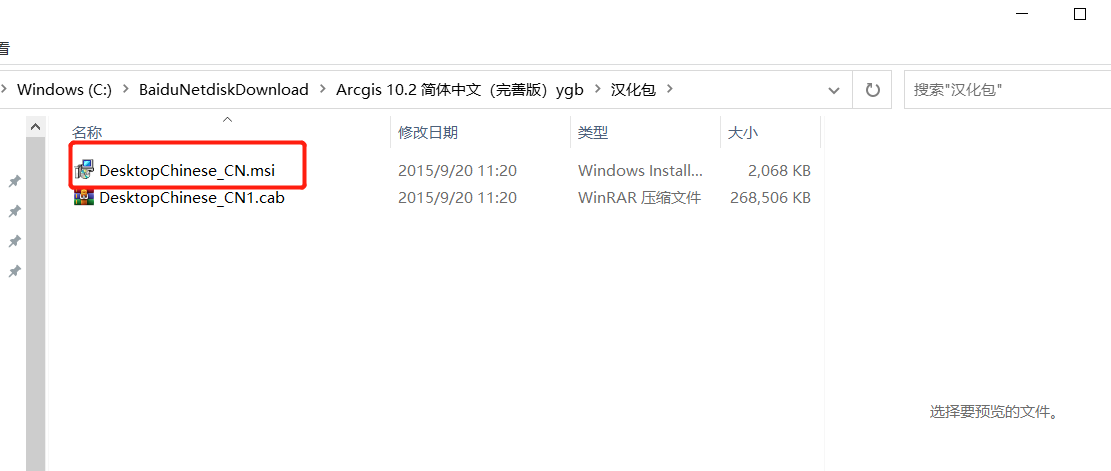 看
Windows (C:) › BaiduNetdiskDownload › Arcgis 10.2 简体中文（完善版）ygb › 汉化包 ›
搜索"汉化包"
名称 修改日期 类型 大小
DesktopChinese_CN.msi 2015/9/20 11:20 Windows Install... 2,068 KB
DesktopChinese_CN1.cab 2015/9/20 11:20 WinRAR 压缩文件 268,506 KB
选择要预览的文件。